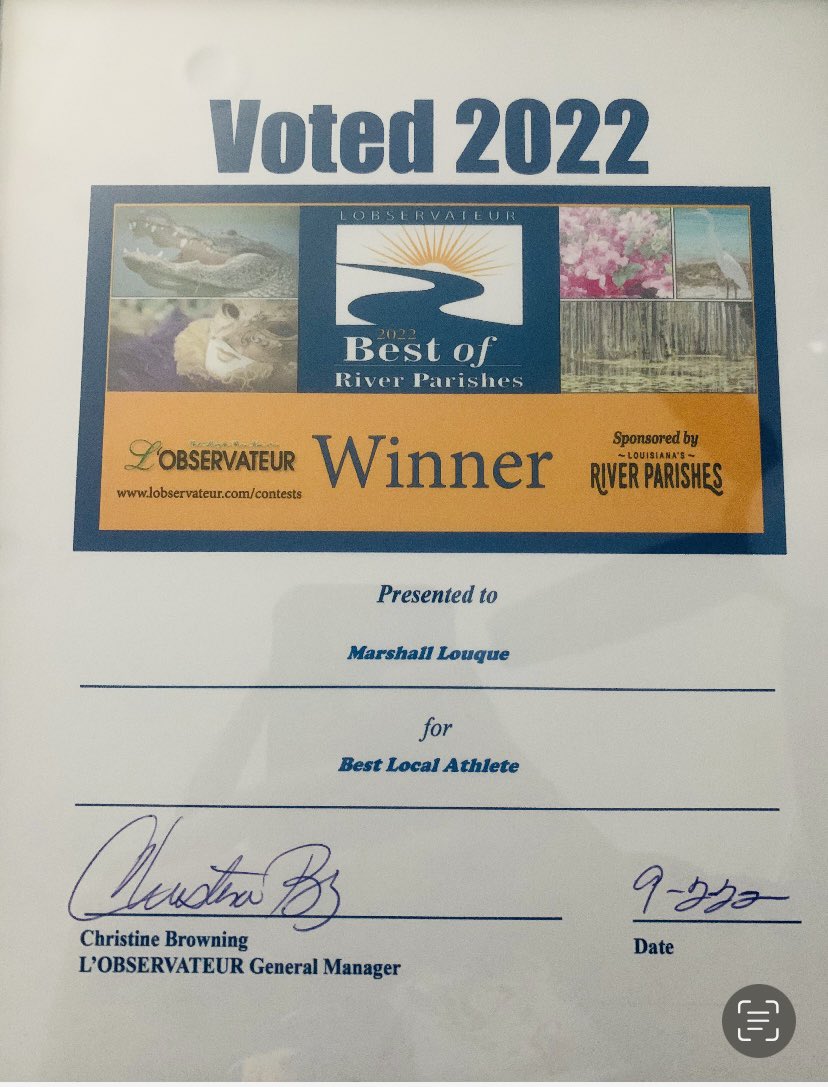 Voted 2022
LOBSERVATEUR
2022
Best of
River Parishes
L'OBSERVATEUR
www.lobservateur.com/contests
Winner
Sponsored by
~LOUISIANA'S~
RIVER PARISHES
Presented to
Marshall Louque
for
Best Local Athlete
Christine Browning
L'OBSERVATEUR General Manager
Date